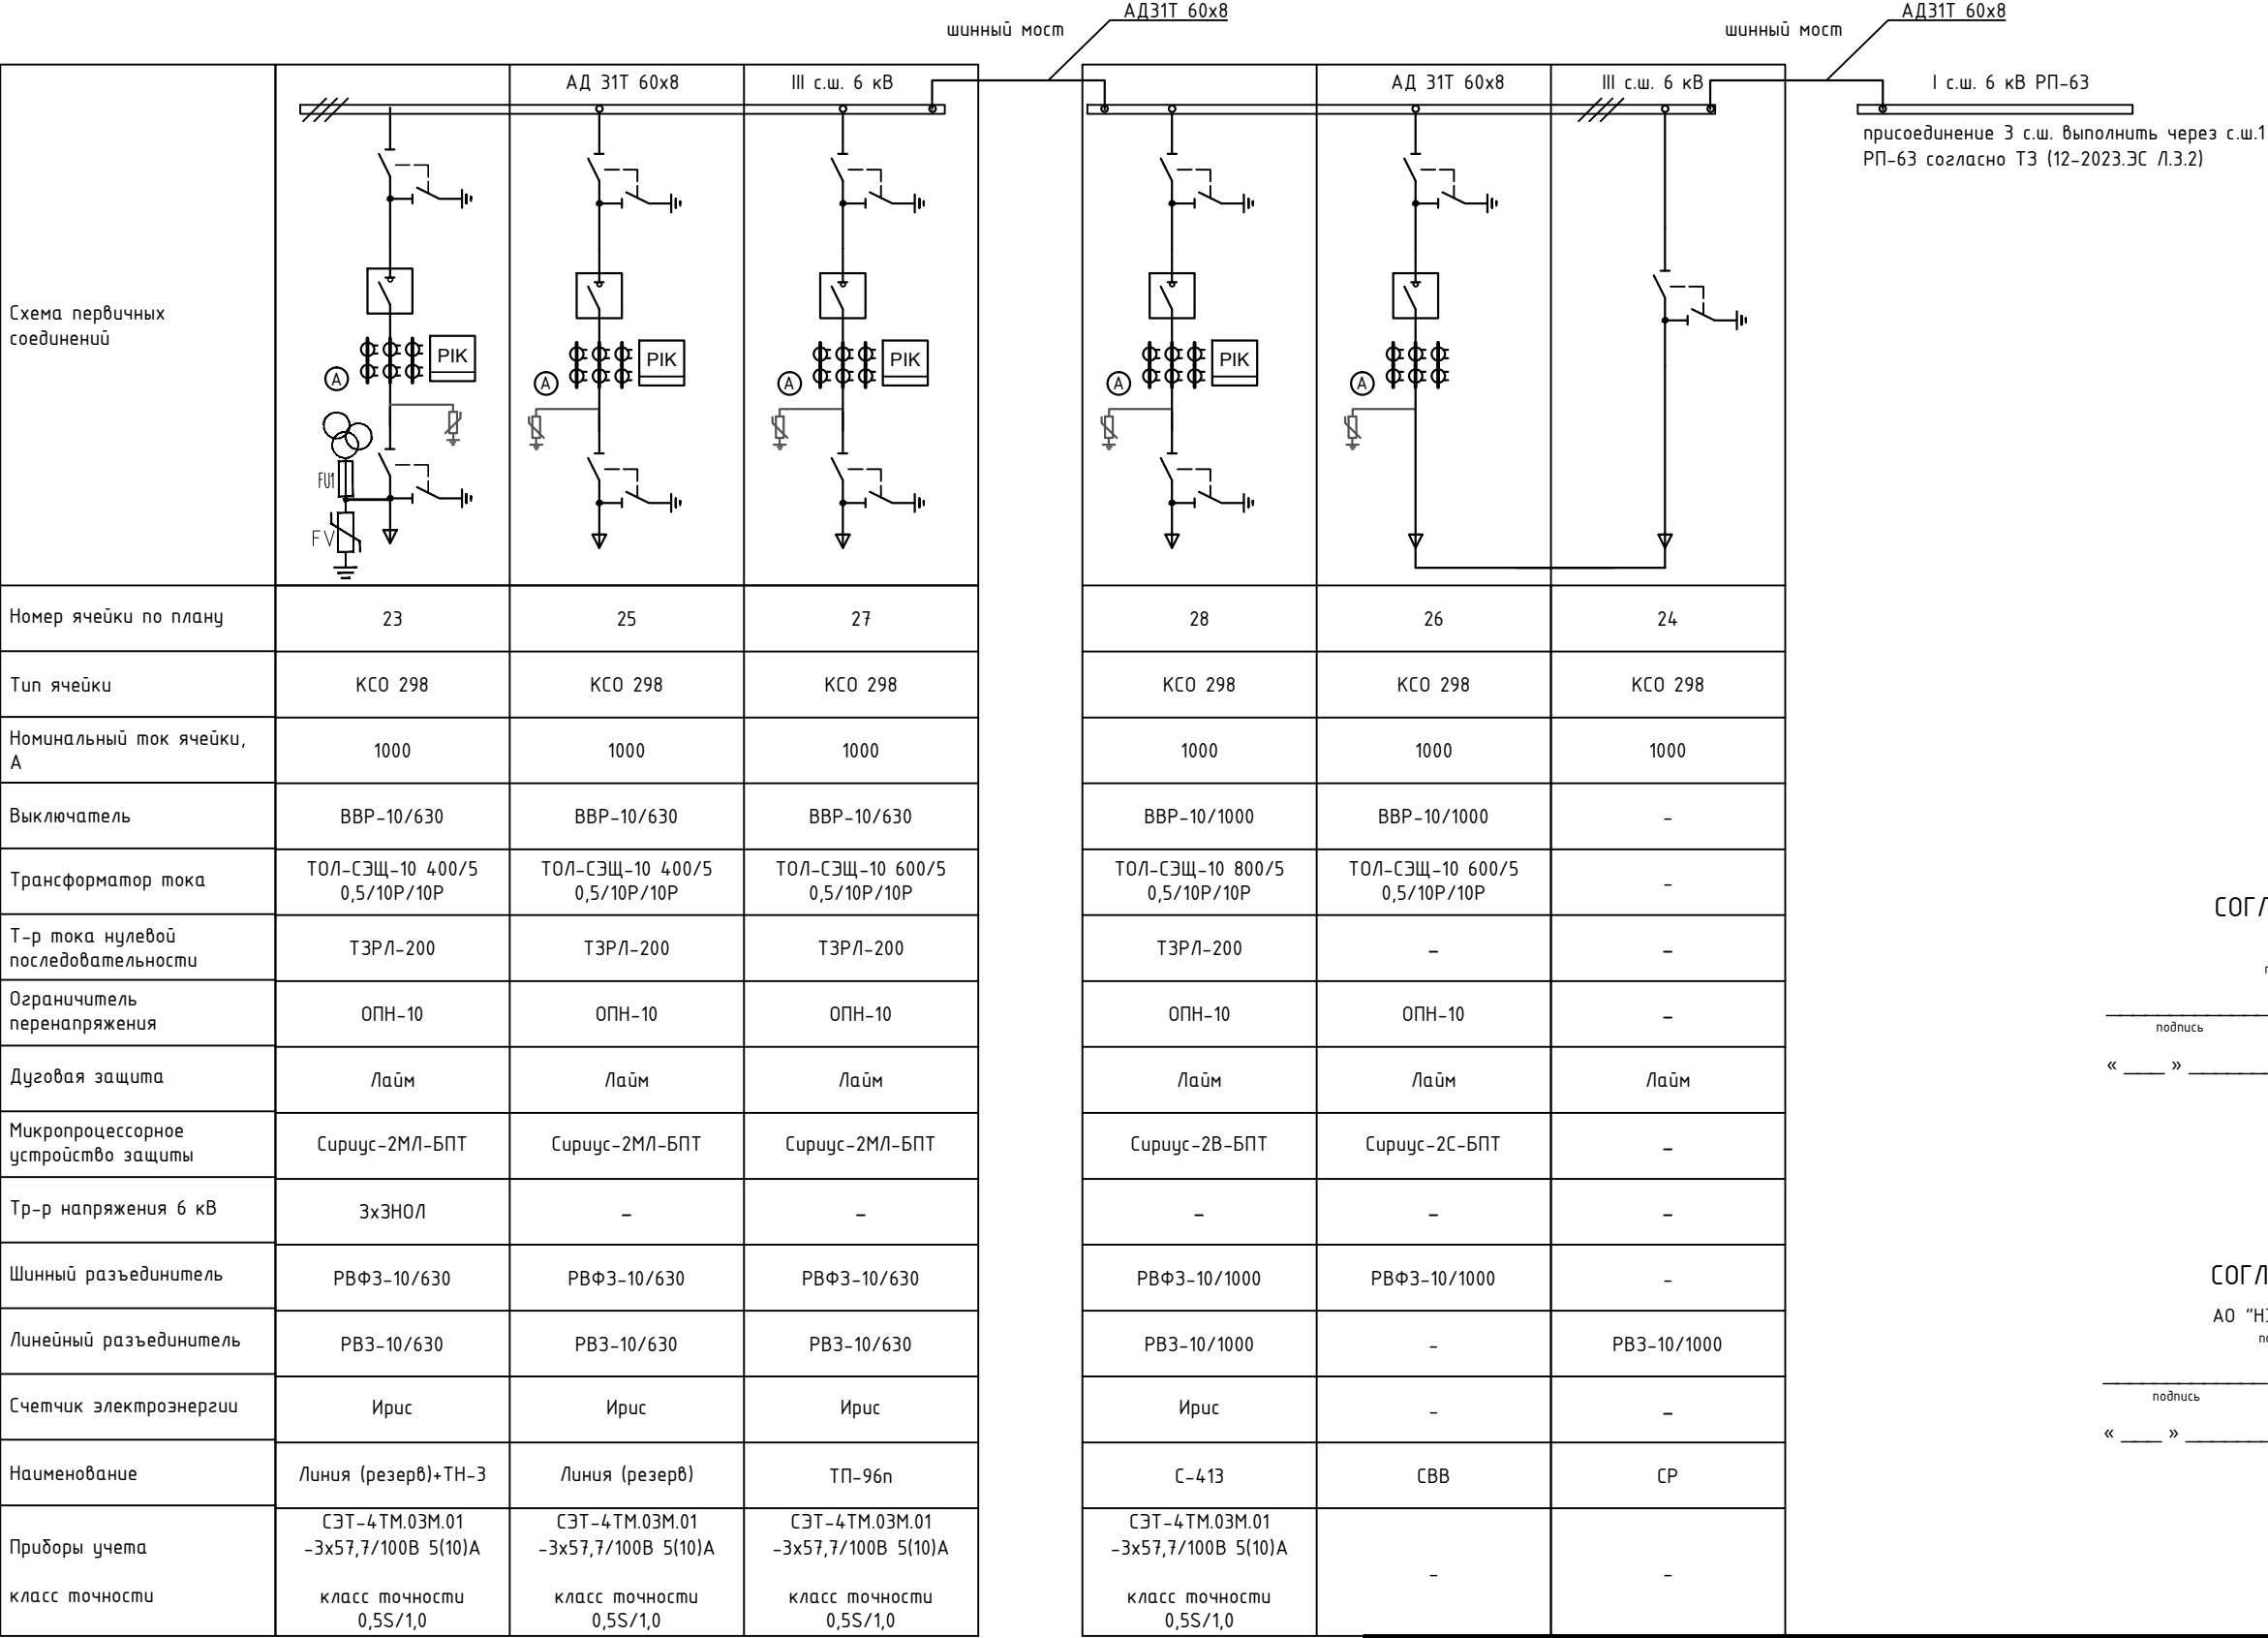 шинный мост
АД31Т 60х8
шинный мост
АД31Т 60х8
АД 31Т 60х8
III с.ш. 6 кВ
АД 31Т 60х8
III с.ш. 6 кВ
I с.ш. 6 кВ РП-63
присоединение 3 с.ш. выполнить через с.ш.1
РП-63 согласно ТЗ (12-2023.ЭС Л.3.2)
Схема первичных
соединений
А PIK
FU1
FV
А PIK
А PIK
А PIK
А
Номер ячейки по плану 23 25 27 28 26 24
Тип ячейки КСО 298 КСО 298 КСО 298 КСО 298 КСО 298 КСО 298
Номинальный ток ячейки,
А
1000 1000 1000 1000 1000 1000
Выключатель ВВР-10/630 ВВР-10/630 ВВР-10/630 ВВР-10/1000 ВВР-10/1000 -
Трансформатор тока
ТОЛ-СЭЩ-10 400/5 ТОЛ-СЭЩ-10 400/5 ТОЛ-СЭЩ-10 600/5 ТОЛ-СЭЩ-10 800/5 ТОЛ-СЭЩ-10 600/5 -
0,5/10Р/10Р 0,5/10Р/10Р 0,5/10Р/10Р 0,5/10Р/10Р 0,5/10Р/10Р
Т-р тока нулевой
последовательности
ТЗРЛ-200 ТЗРЛ-200 ТЗРЛ-200 ТЗРЛ-200 - -
Ограничитель
перенапряжения
ОПН-10 ОПН-10 ОПН-10 ОПН-10 ОПН-10 -
Дуговая защита Лайм Лайм Лайм Лайм Лайм Лайм
Микропроцессорное
устройство защиты
Сириус-2МЛ-БПТ Сириус-2МЛ-БПТ Сириус-2МЛ-БПТ Сириус-2В-БПТ Сириус-2С-БПТ -
Тр-р напряжения 6 кВ 3хЗНОЛ - - - - -
Шинный разъединитель РВФЗ-10/630 РВФЗ-10/630 РВФЗ-10/630 РВФЗ-10/1000 РВФЗ-10/1000 -
Линейный разъединитель РВЗ-10/630 РВЗ-10/630 РВЗ-10/630 РВЗ-10/1000 - РВЗ-10/1000
Счетчик электроэнергии Ирис Ирис Ирис Ирис - -
Наименование Линия (резерв)+ТН-3 Линия (резерв) ТП-96п С-413 СВВ СР
Приборы учета
класс точности
СЭТ-4ТМ.03М.01 СЭТ-4ТМ.03М.01 СЭТ-4ТМ.03М.01 СЭТ-4ТМ.03М.01 - -
-3х57,7/100В 5(10)А -3х57,7/100В 5(10)А -3х57,7/100В 5(10)А -3х57,7/100В 5(10)А
класс точности класс точности класс точности класс точности
0,5S/1,0 0,5S/1,0 0,5S/1,0 0,5S/1,0
подпись
« ___ » ______
АО
подпись
« ___ » ______